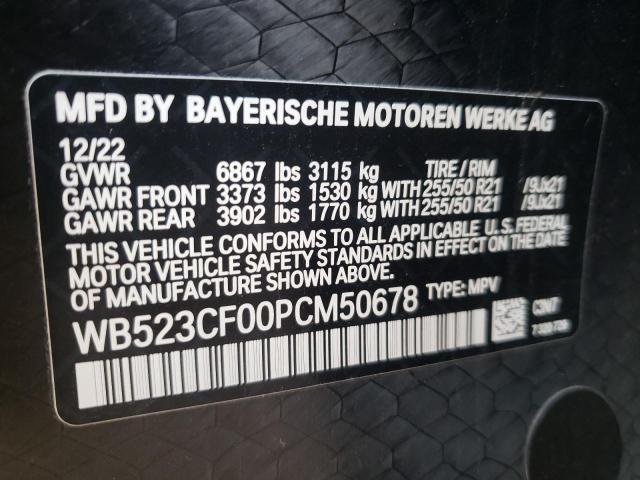 MFD BY BAYERISCHE MOTOREN WERKE AG
12/22
GVWR 6867 lbs 3115 kg TIRE / RIM
GAWR FRONT 3373 lbs 1530 kg WITH 255/50 R21 /9Jx21
GAWR REAR 3902 lbs 1770 kg WITH 255/50 R21 /9Jx21
THIS VEHICLE CONFORMS TO ALL APPLICABLE U.S. FEDERAL
MOTOR VEHICLE SAFETY STANDARDS IN EFFECT ON THE DATE
OF MANUFACTURE SHOWN ABOVE.
WB523CF00PCM50678 TYPE: MPV